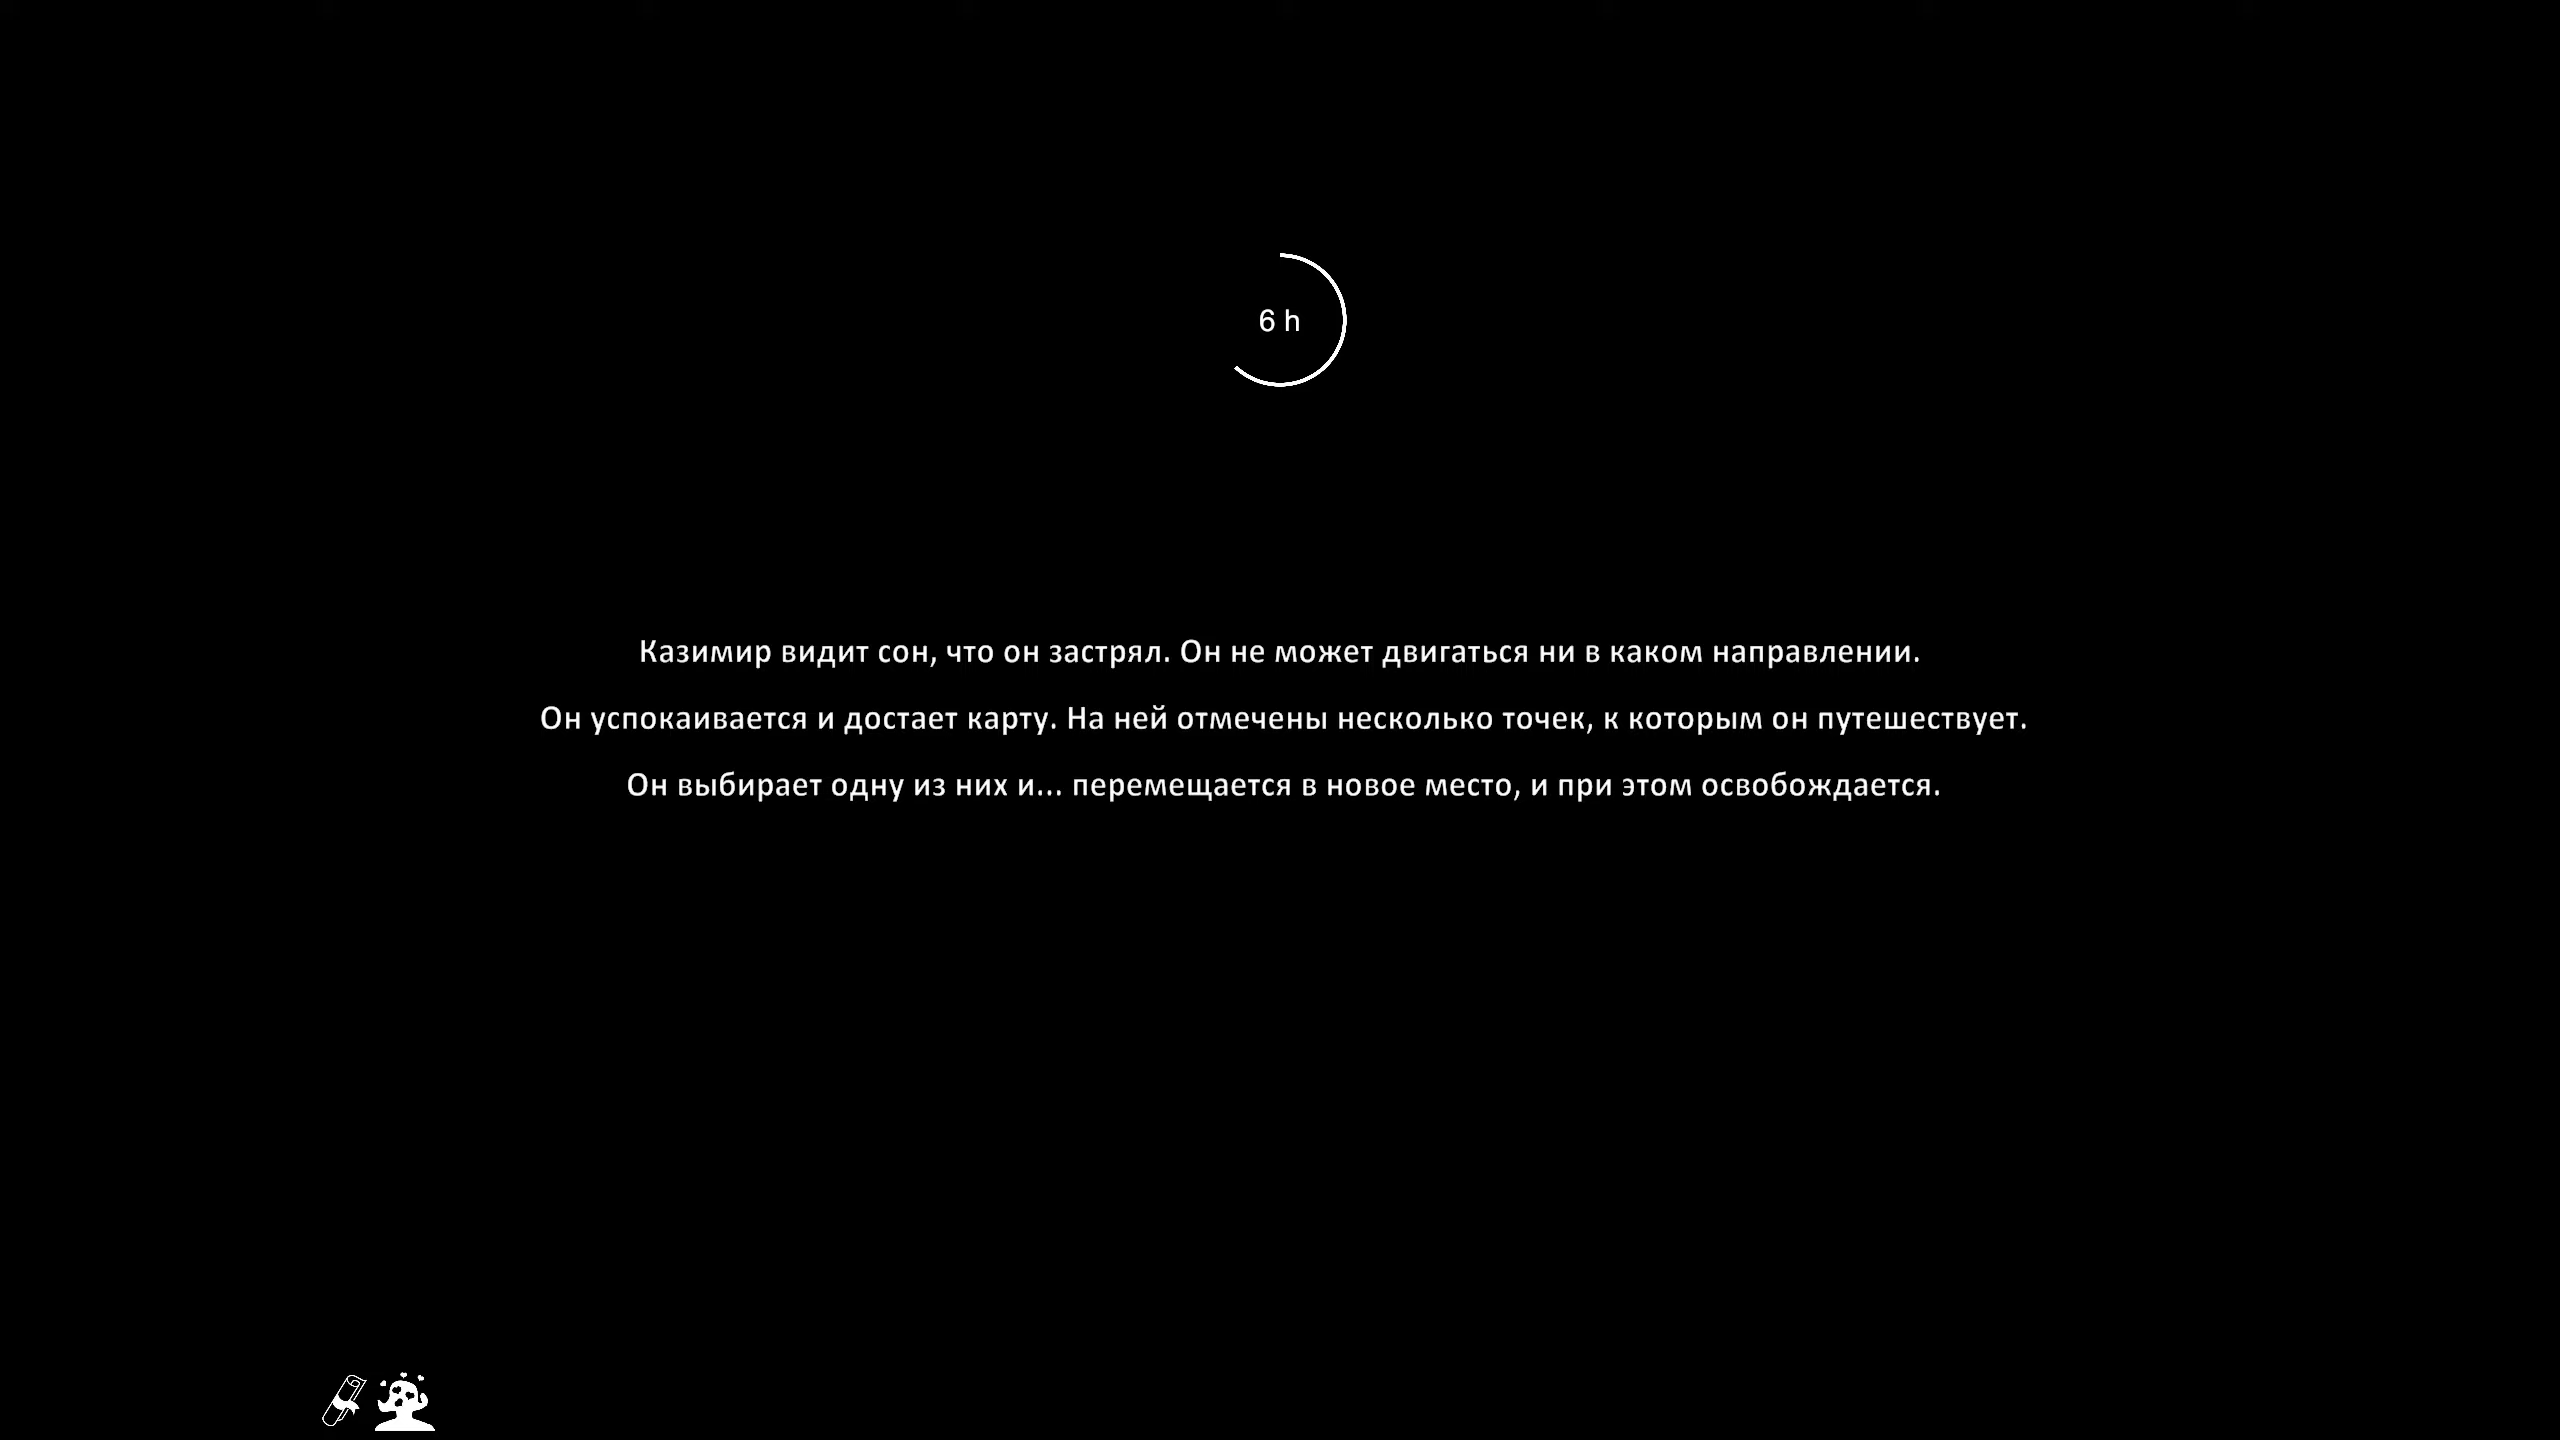 6 h
Казимир видит сон, что он застрял. Он не может двигаться ни в каком направлении.
Он успокаивается и достает карту. На ней отмечены несколько точек, к которым он путешествует.
Он выбирает одну из них и... перемещается в новое место, и при этом освобождается.